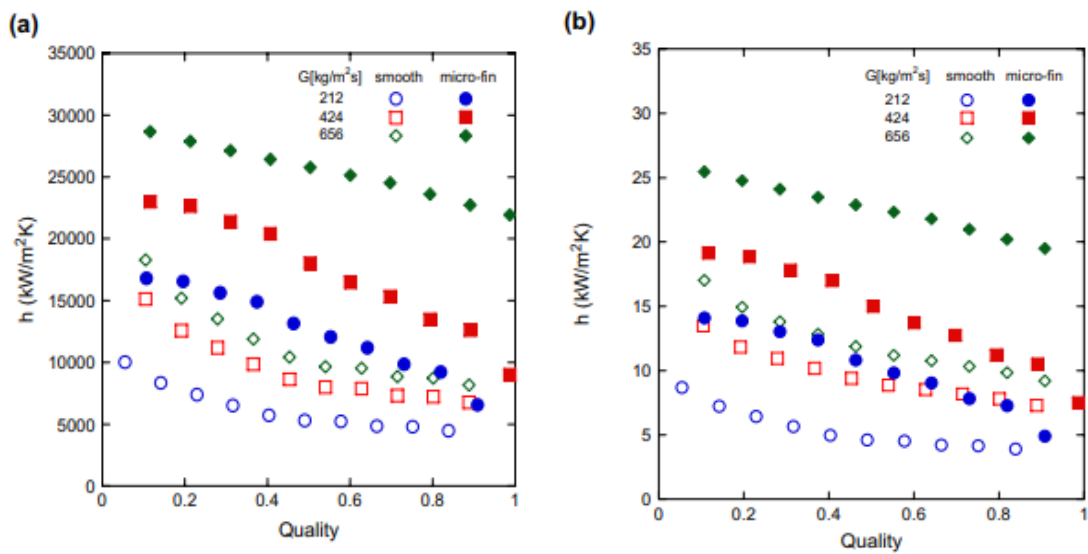 (a)
35000
30000
25000
20000
15000
10000
5000
0
h (kW/m²K)
G[kg/m²s] smooth micro-fin
212
424
656
0 0.2 0.4 0.6 0.8 1
Quality
(b)
35
30
25
20
15
10
5
0
h (kW/m²K)
G[kg/m²s] smooth micro-fin
212
424
656
0 0.2 0.4 0.6 0.8 1
Quality